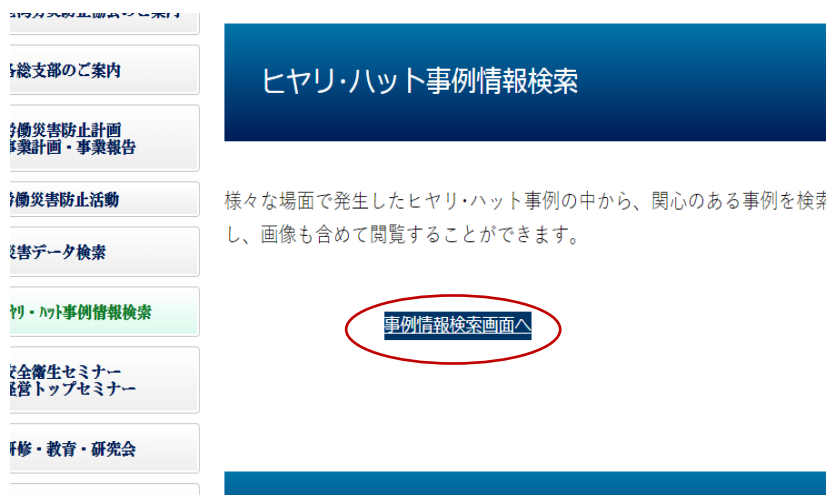 各総支部のご案内
労働災害防止計画
事業計画・事業報告
労働災害防止活動
災害データ検索
ヒヤリ・ハット事例情報検索
安全衛生セミナー
経営トップセミナー
研修・教育・研究会
ヒヤリ・ハット事例情報検索
様々な場面で発生したヒヤリ・ハット事例の中から、関心のある事例を検索
し、画像も含めて閲覧することができます。
事例情報検索画面へ